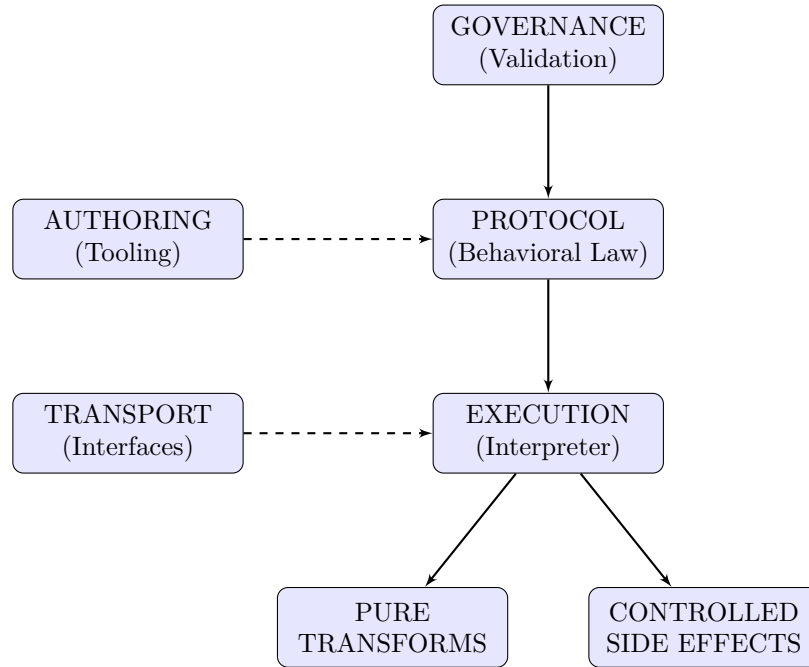 GOVERNANCE
(Validation)
AUTHORING
(Tooling)
PROTOCOL
(Behavioral Law)
TRANSPORT
(Interfaces)
EXECUTION
(Interpreter)
PURE
TRANSFORMS
CONTROLLED
SIDE EFFECTS